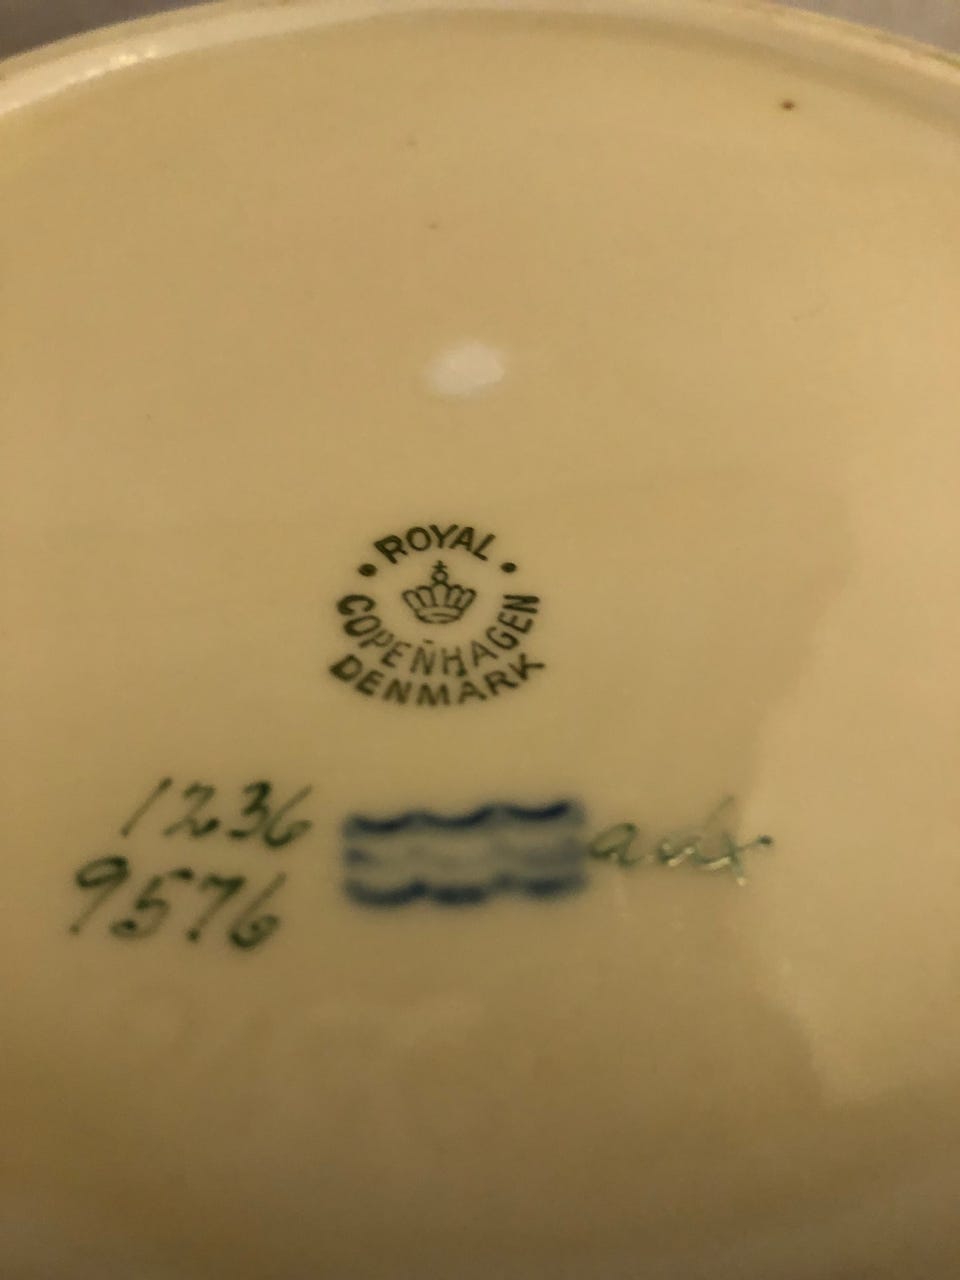 ROYAL
COPENHAGEN
DENMARK
1236
9576